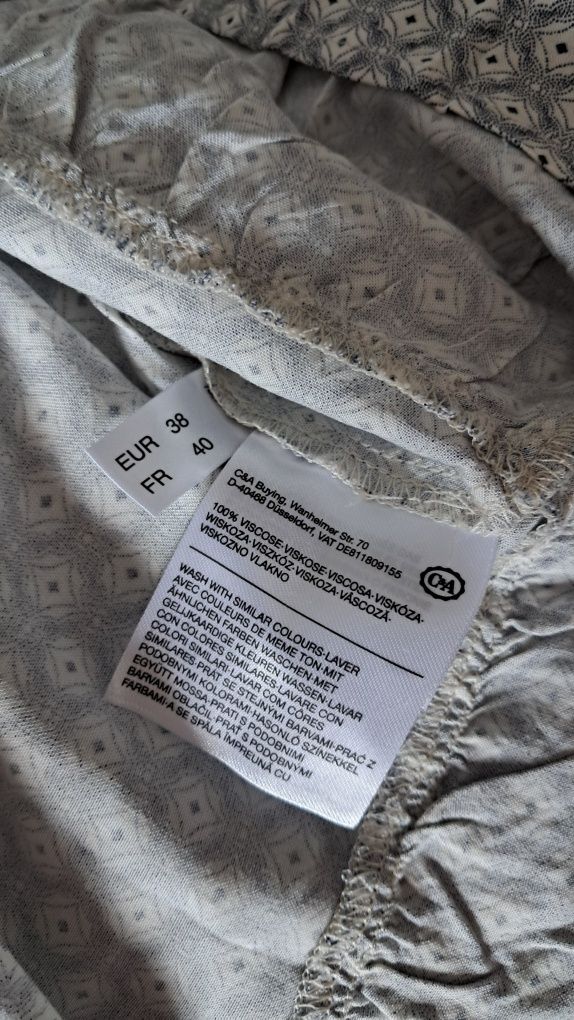 EUR 38
FR 40
C&A Buying, Wanheimer Str. 70
D-40468 Düsseldorf, VAT DE811809155
C&A
100% VISCOSE·VISKOSE·VISCOSA·VISKÓZA·
WISKOZA·VISZKÓZ·VISKOZA·VÂSCOZĂ·
VISKOZNO VLAKNO
WASH WITH SIMILAR COLOURS·LAVER
AVEC COULEURS DE MEME TON·MIT
ÄHNLICHEN FARBEN WASCHEN·MET
GELIJKAARDIGE KLEUREN WASSEN·LAVAR
CON COLORES SIMILARES·LAVARE CON
COLORI SIMILARI·LAVAR COM CÔRES
SIMILARES·PRÁT SE STEJNÝMI BARVAMI·PRAĆ Z
PODOBNYMI KOLORAMI·HASONLÓ SZÍNEKKEL
EGYÜTT MOSSA·PRATI S PODOBNIMI
BARVAMI OBLAČIL·PRAT S PODOBNYMI
FARBAMI·A SE SPĂLA ÎMPREUNĂ CU